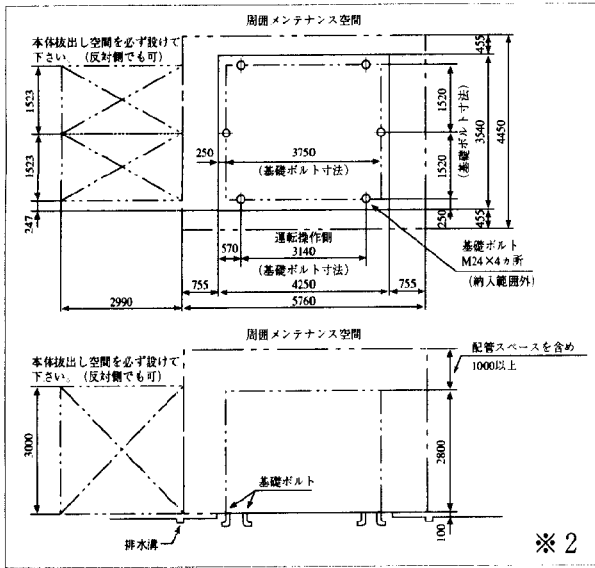 周囲メンテナンス空間
本体抜出し空間を必ず設けて
下さい。（反対側でも可）
1523
1523
247
2990
250
3750
（基礎ボルト寸法）
運転操作側
570
3140
（基礎ボルト寸法）
755
4250
755
5760
455
1520
1520
（基礎ボルト寸法）
250
3540
455
4450
基礎ボルト
M24×4ヵ所
（納入範囲外）
周囲メンテナンス空間
本体抜出し空間を必ず設けて
下さい。（反対側でも可）
3000
基礎ボルト
排水溝
配管スペースを含め
1000以上
2800
100
※2